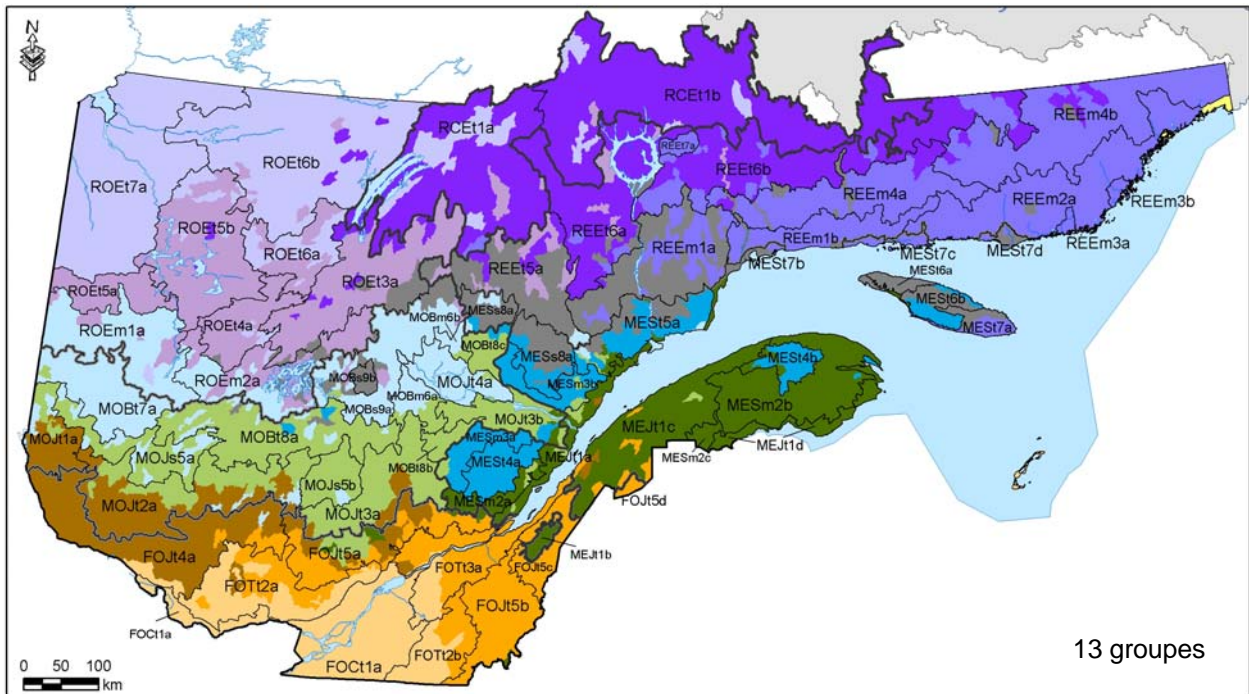 N
RCEt1b
REEm4b
RCEt1a
ROEt6b
REEt7a
REEt6b
ROEt7a
REEm4a
REEm2a
REEm3b
ROEt5b
REEt6a
REEm1a
REEm1b
MESt7d
REEm3a
ROEt6a
MESt7b
MESt7c
MESt6a
REEt5a
ROEt3a
ROEt5a
MESt6b
MOBm6b
MESs8a
MESt5a
ROEm1a
ROEt4a
MESt7a
MOBt8c
MESs8a
MESt4b
ROEm2a
MOBs9b
MOJt4a
MESm3b
MOBm6a
MOBt7a
MOBs9a
MESm2b
MEJt1c
MOJt3b
MOJt1a
MOBt8a
MESm3a
MEJt1d
MOJs5a
MEJt1a
MESm2c
MESt4a
MOBt8b
MOJs5b
FOJt5d
MESm2a
MOJt2a
MOJt3a
MEJt1b
FOJt4a
FOJt5a
FOTt3a
FOJt5c
FOTt2a
FOJt5b
FOCt1a
FOCt1a
FOTt2b
13 groupes
0 50 100
km